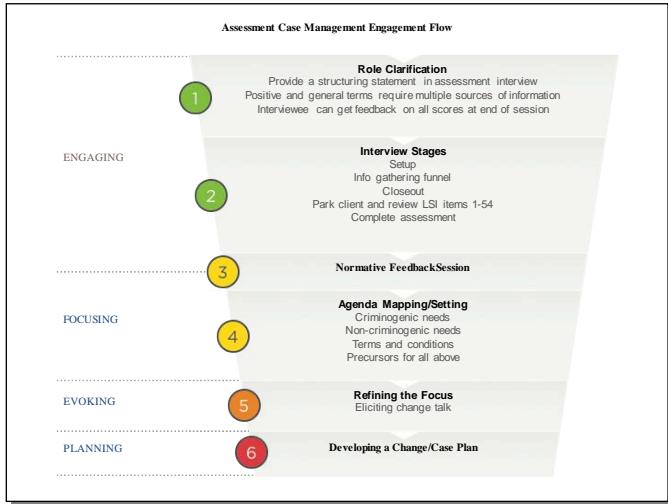 Assessment Case Management Engagement Flow
1
Role Clarification
Provide a structuring statement in assessment interview
Positive and general terms require multiple sources of information
Interviewee can get feedback on all scores at end of session
ENGAGING
2
Interview Stages
Setup
Info gathering funnel
Closeout
Park client and review LSI items 1-54
Complete assessment
3
Normative FeedbackSession
FOCUSING
4
Agenda Mapping/Setting
Criminogenic needs
Non-criminogenic needs
Terms and conditions
Precursors for all above
EVOKING
5
Refining the Focus
Eliciting change talk
PLANNING
6
Developing a Change/Case Plan